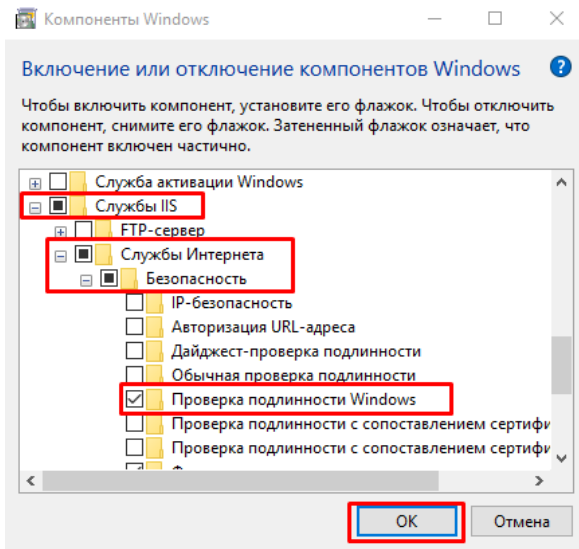 Компоненты Windows
Включение или отключение компонентов Windows
?
Чтобы включить компонент, установите его флажок. Чтобы отключить
компонент, снимите его флажок. Затененный флажок означает, что
компонент включен частично.
Служба активации Windows
Службы IIS
FTP-сервер
Службы Интернета
Безопасность
IP-безопасность
Авторизация URL-адреса
Дайджест-проверка подлинности
Обычная проверка подлинности
Проверка подлинности Windows
Проверка подлинности с сопоставлением сертифи
Проверка подлинности с сопоставлением сертифи
ОК
Отмена